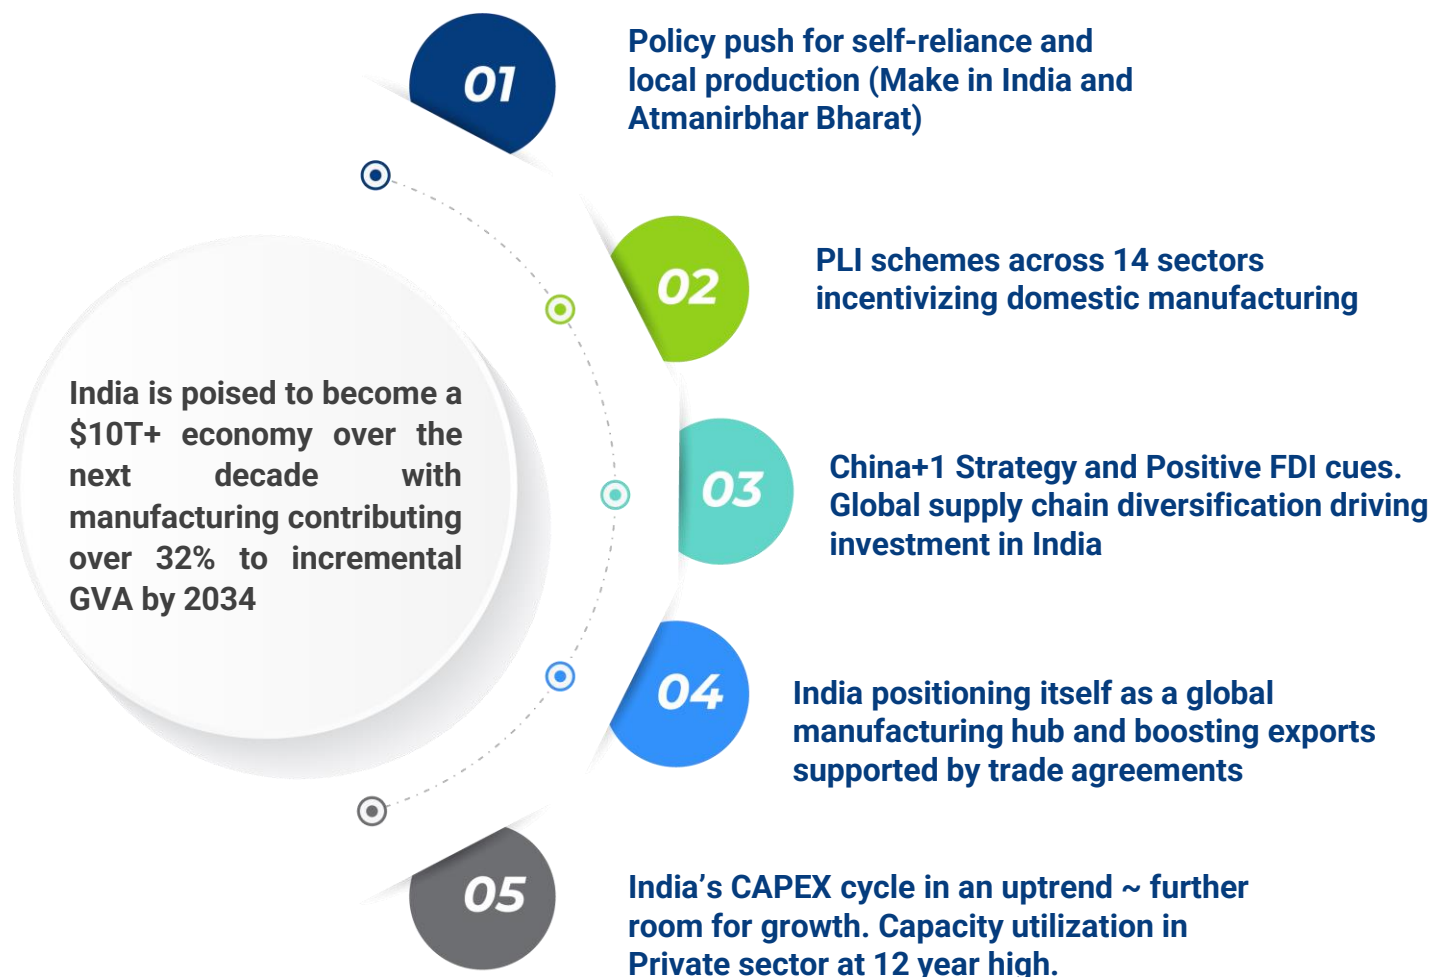 01
Policy push for self-reliance and
local production (Make in India and
Atmanirbhar Bharat)
02
PLI schemes across 14 sectors
incentivizing domestic manufacturing
India is poised to become a
$10T+ economy over the
next decade with
manufacturing contributing
over 32% to incremental
GVA by 2034
03
China+1 Strategy and Positive FDI cues.
Global supply chain diversification driving
investment in India
04
India positioning itself as a global
manufacturing hub and boosting exports
supported by trade agreements
05
India’s CAPEX cycle in an uptrend ~ further
room for growth. Capacity utilization in
Private sector at 12 year high.